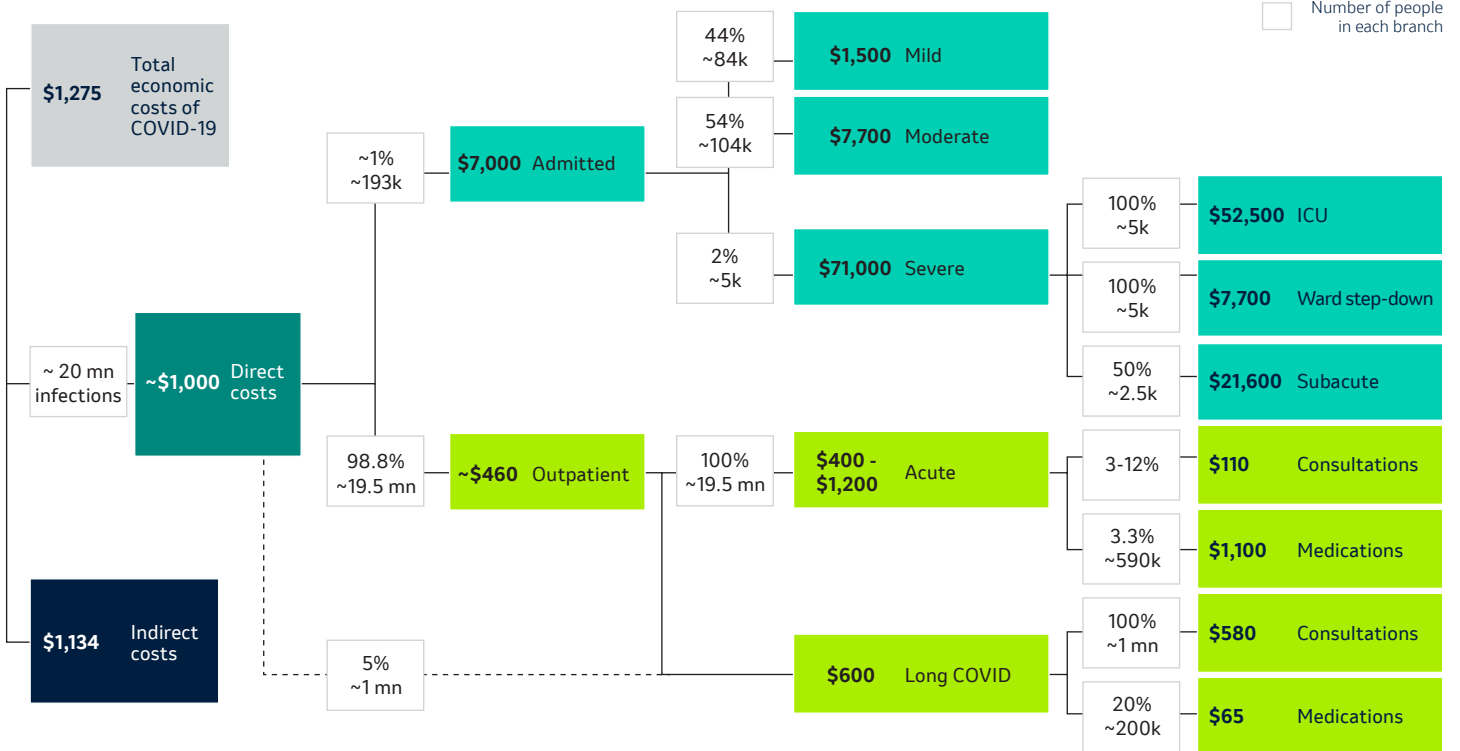 Number of people
in each branch
$1,275 Total
economic
costs of
COVID-19
~ 20 mn
infections
~$1,000 Direct
costs
$1,134 Indirect
costs
~1%
~193k
$7,000 Admitted
44%
~84k
$1,500 Mild
54%
~104k
$7,700 Moderate
2%
~5k
$71,000 Severe
100%
~5k
$52,500 ICU
100%
~5k
$7,700 Ward step-down
50%
~2.5k
$21,600 Subacute
98.8%
~19.5 mn
~$460 Outpatient
100%
~19.5 mn
$400 -
$1,200 Acute
3-12%
$110 Consultations
3.3%
~590k
$1,100 Medications
5%
~1 mn
$600 Long COVID
100%
~1 mn
$580 Consultations
20%
~200k
$65 Medications